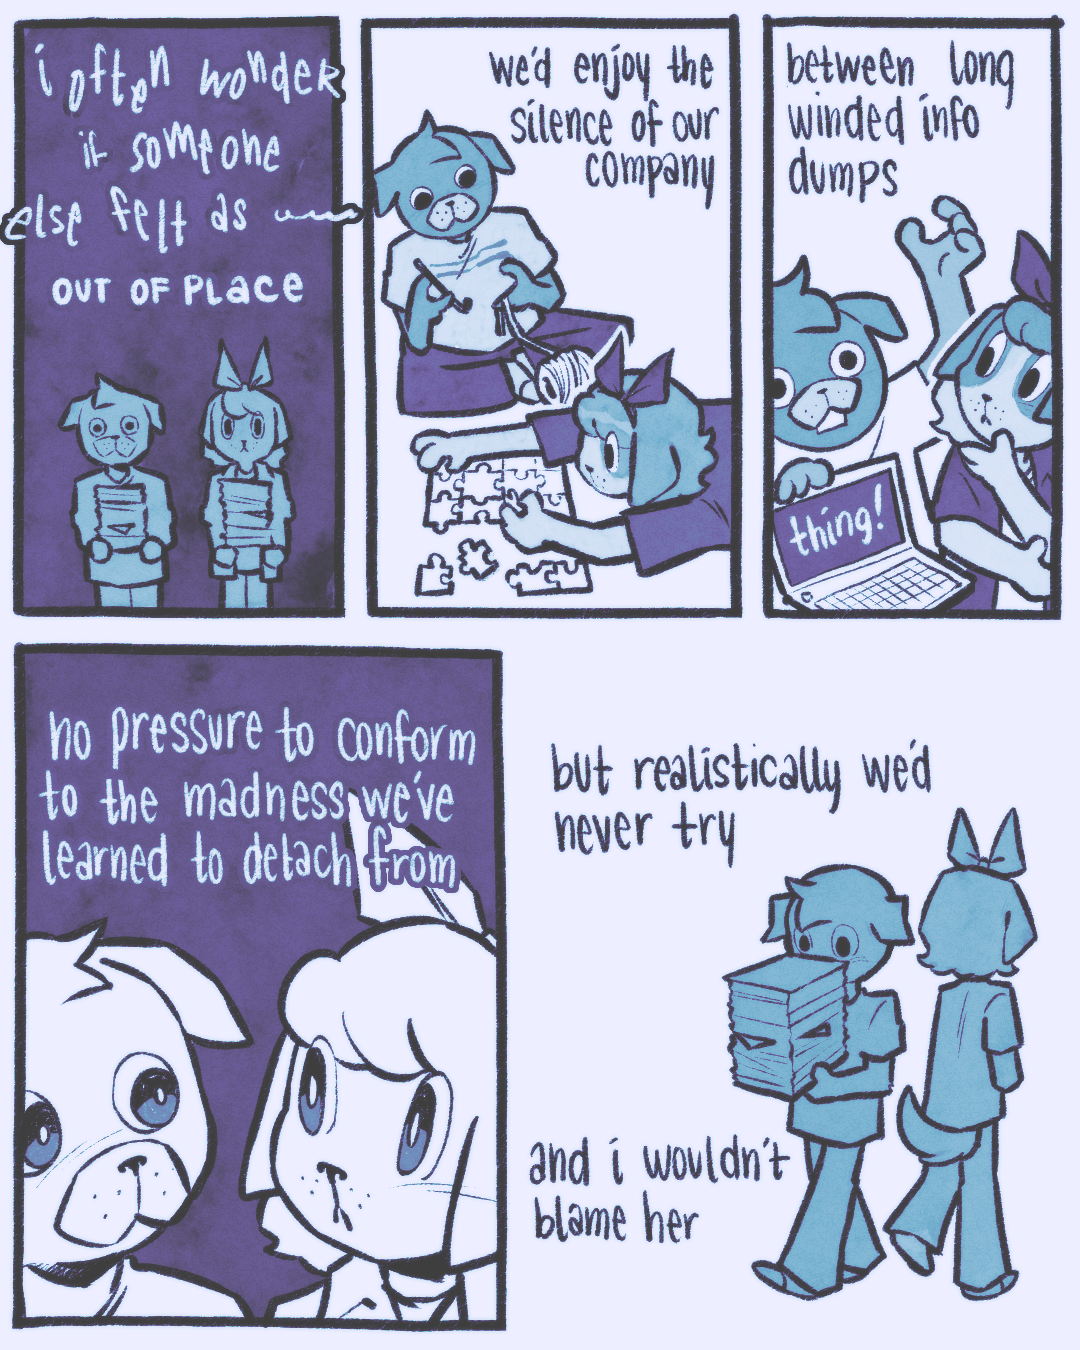 i often wonder
if someone
else felt as
OUT OF PLACE
we'd enjoy the
silence of our
company
between long
winded info
dumps
thing!
no pressure to conform
to the madness we've
learned to detach from
but realistically we'd
never try
and i wouldn't
blame her